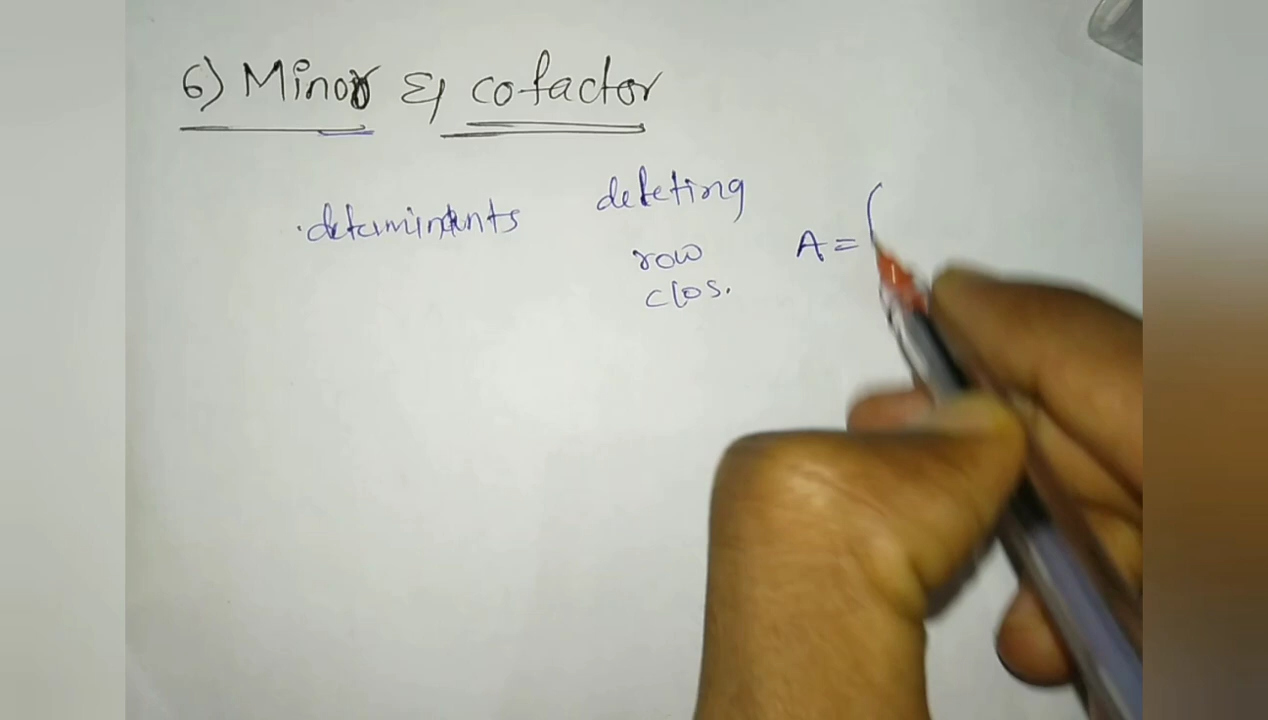 6) Minor & cofactor
determinants
deleting
row
clos.
A = (